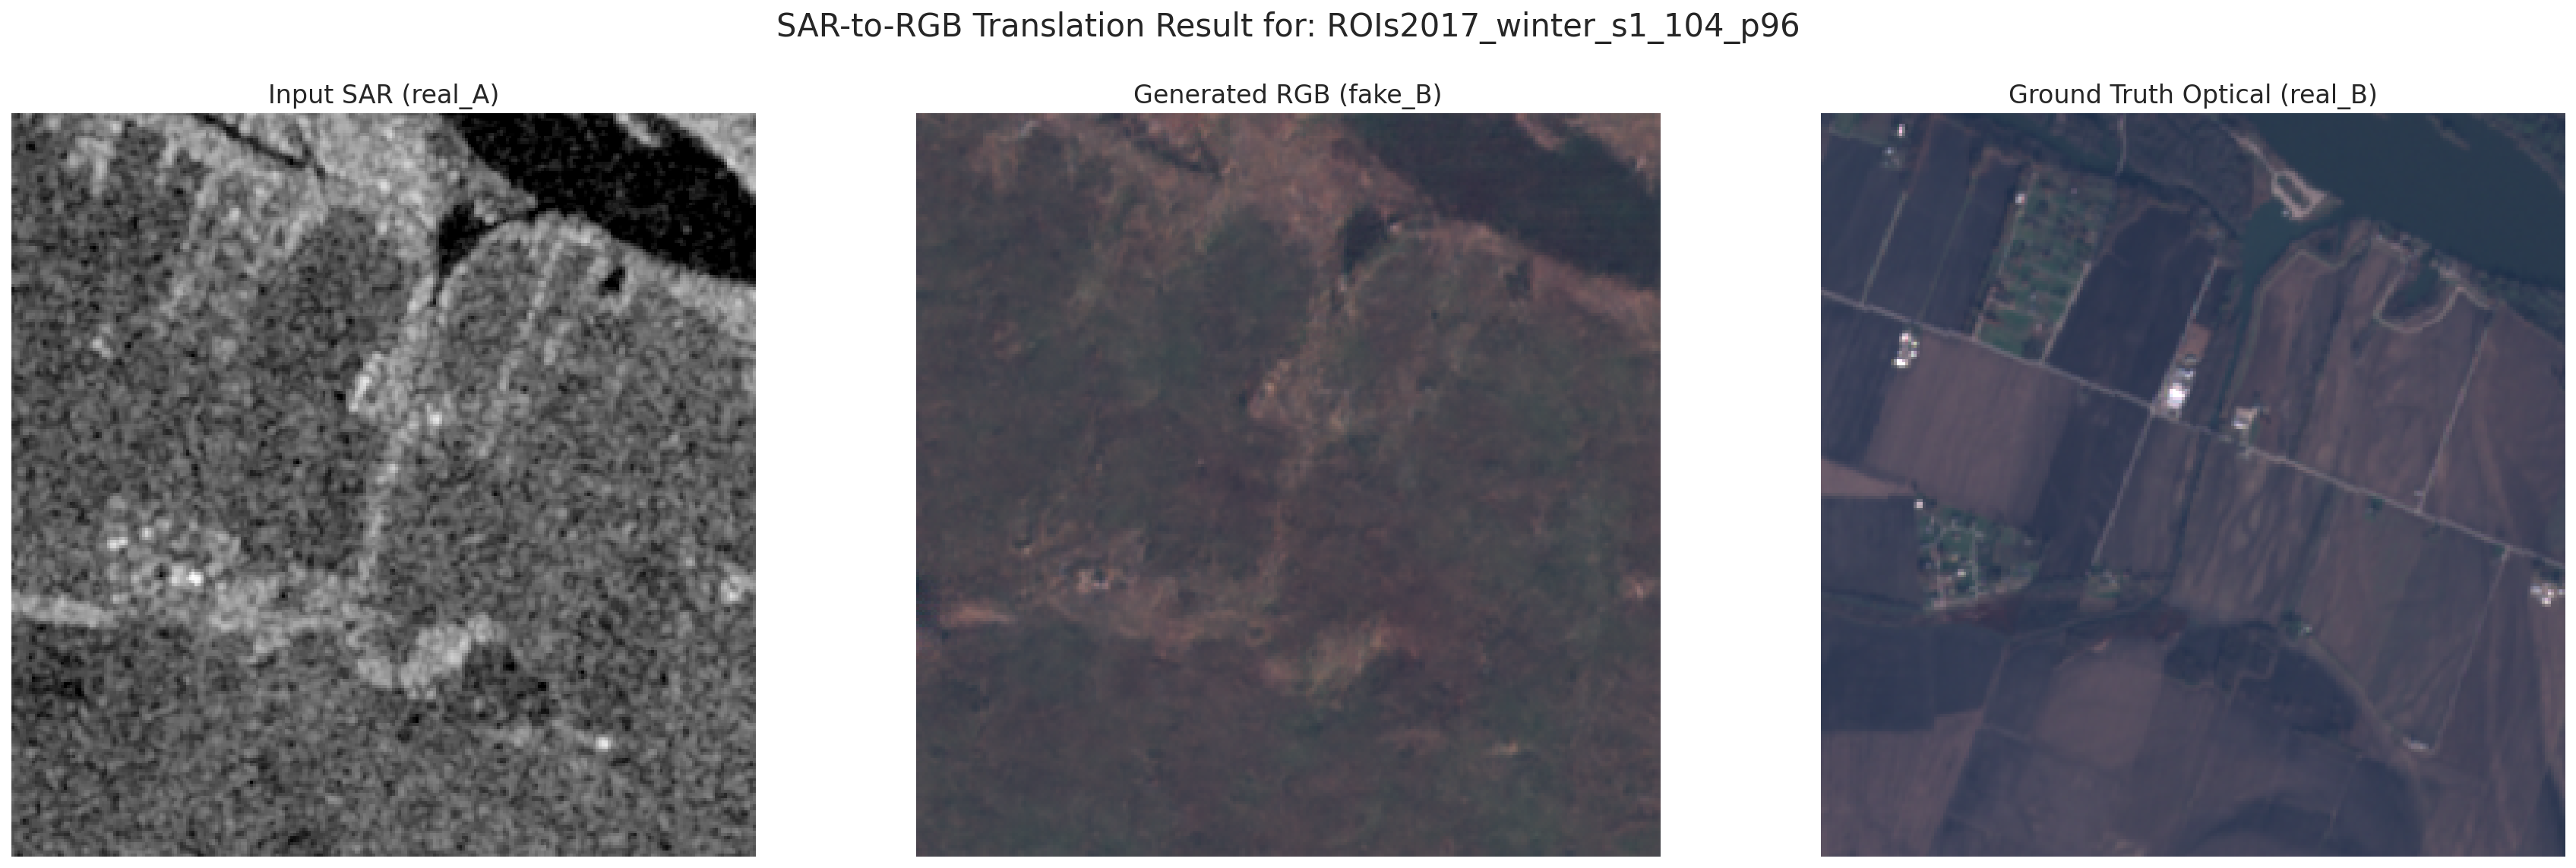 SAR-to-RGB Translation Result for: ROIs2017_winter_s1_104_p96
Input SAR (real_A)
Generated RGB (fake_B)
Ground Truth Optical (real_B)